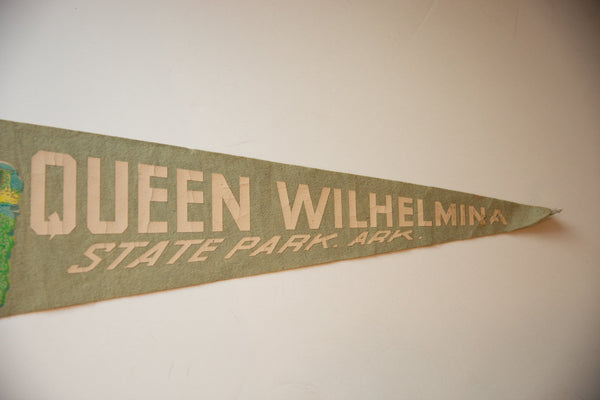 QUEEN WILHELMINA
STATE PARK. ARK.